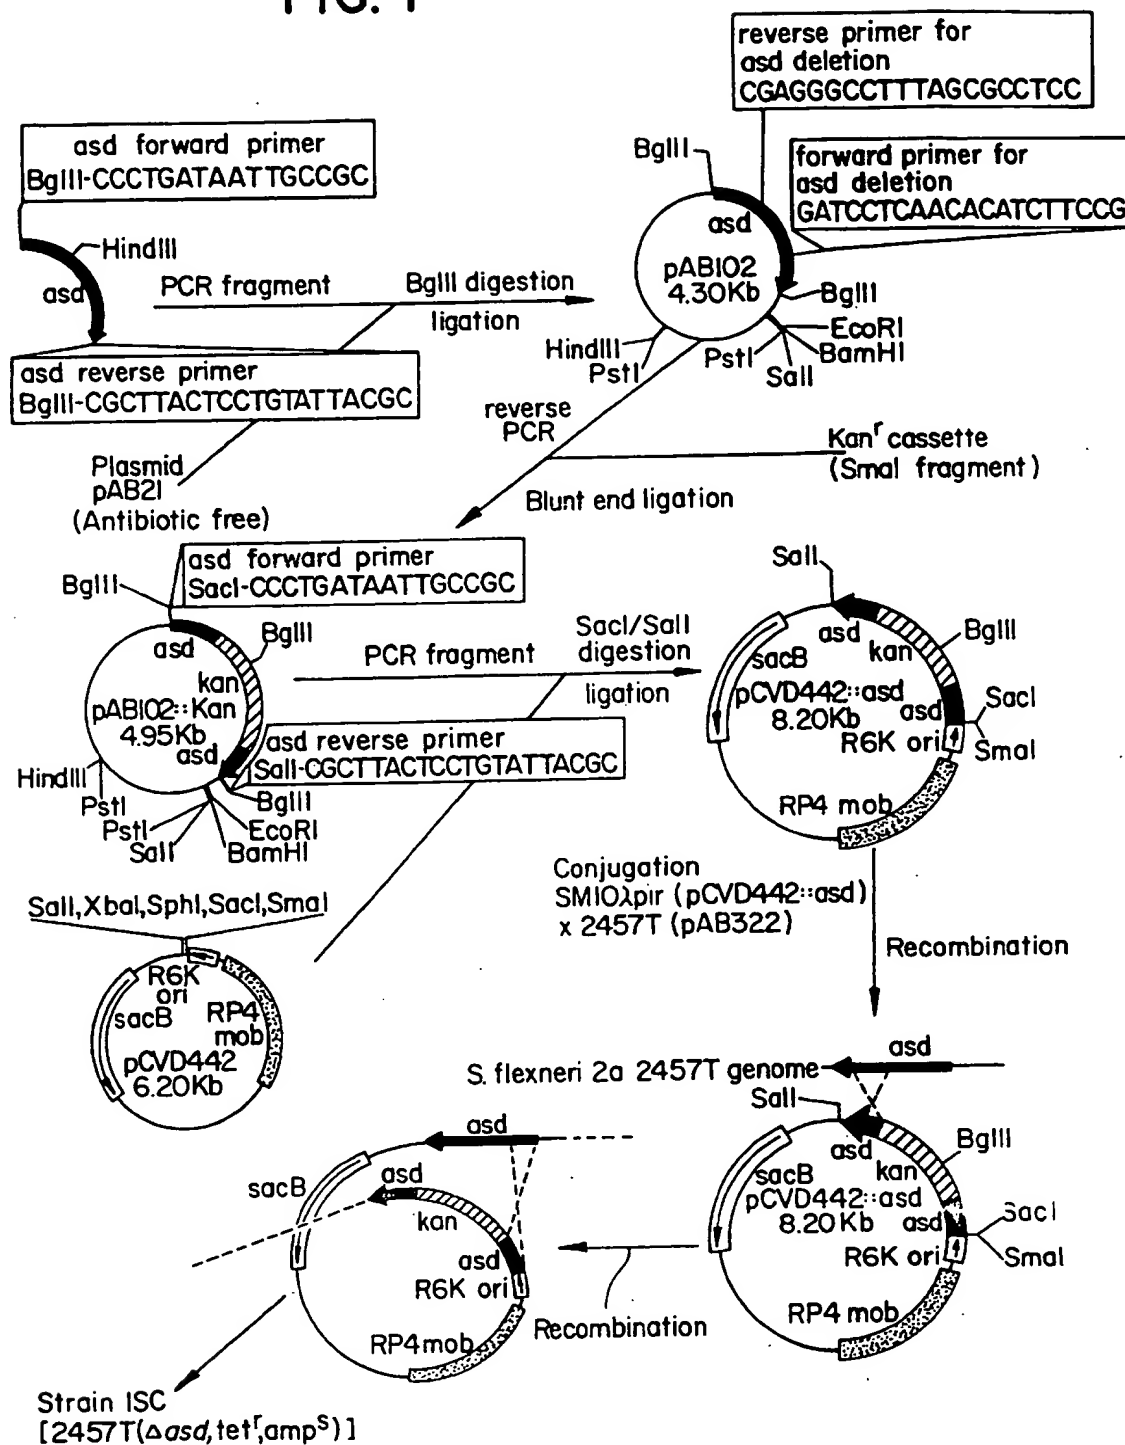 FIG. 1
reverse primer for
asd deletion
CGAGGGCCTTTAGCGCCTCC
asd forward primer
BglII-CCCTGATAATTGCCGC
BglII
forward primer for
asd deletion
GATCCTCAACACATCTTCCG
HindIII
asd
PCR fragment
BglII digestion
ligation
asd
pAB102
4.30Kb
BglII
EcoRI
BamHI
SalI
PstI
HindIII
PstI
asd reverse primer
BglII-CGCTTACTCCTGTATTACGC
reverse
PCR
Kanr cassette
(SmaI fragment)
Plasmid
pAB21
(Antibiotic free)
Blunt end ligation
asd forward primer
SacI-CCCTGATAATTGCCGC
BglII
asd
BglII
kan
pAB102::Kan
4.95Kb
asd
HindIII
PstI
PstI
SalI
BglII
EcoRI
BamHI
PCR fragment
SacI/SalI
digestion
ligation
asd reverse primer
SalI-CGCTTACTCCTGTATTACGC
SalI
asd
kan
BglII
sacB
pCVD442::asd
8.20Kb
asd
SacI
SmaI
R6K ori
RP4 mob
SalI,XbaI,SphI,SacI,SmaI
R6K
ori
sacB
RP4
mob
pCVD442
6.20Kb
Conjugation
SM10λpir (pCVD442::asd)
x 2457T (pAB322)
Recombination
asd
S. flexneri 2a 2457T genome
SalI
asd
kan
BglII
sacB
pCVD442::asd
8.20Kb
asd
SacI
SmaI
R6K ori
RP4 mob
Recombination
asd
sacB
asd
kan
asd
R6K ori
RP4 mob
Strain ISC
[2457T(Δasd,tetr,amps)]